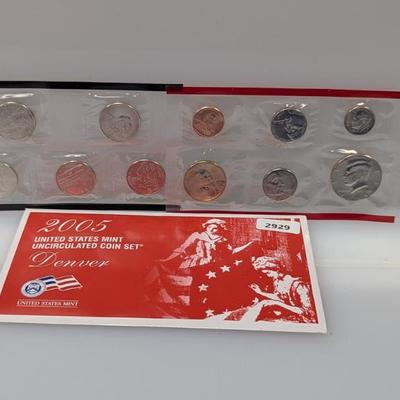 2005
UNITED STATES MINT
UNCIRCULATED COIN SET
Denver
2929
UNITED STATES MINT